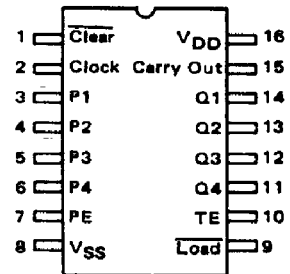 1 Clear VDD 16
2 Clock Carry Out 15
3 P1 Q1 14
4 P2 Q2 13
5 P3 Q3 12
6 P4 Q4 11
7 PE TE 10
8 VSS Load 9